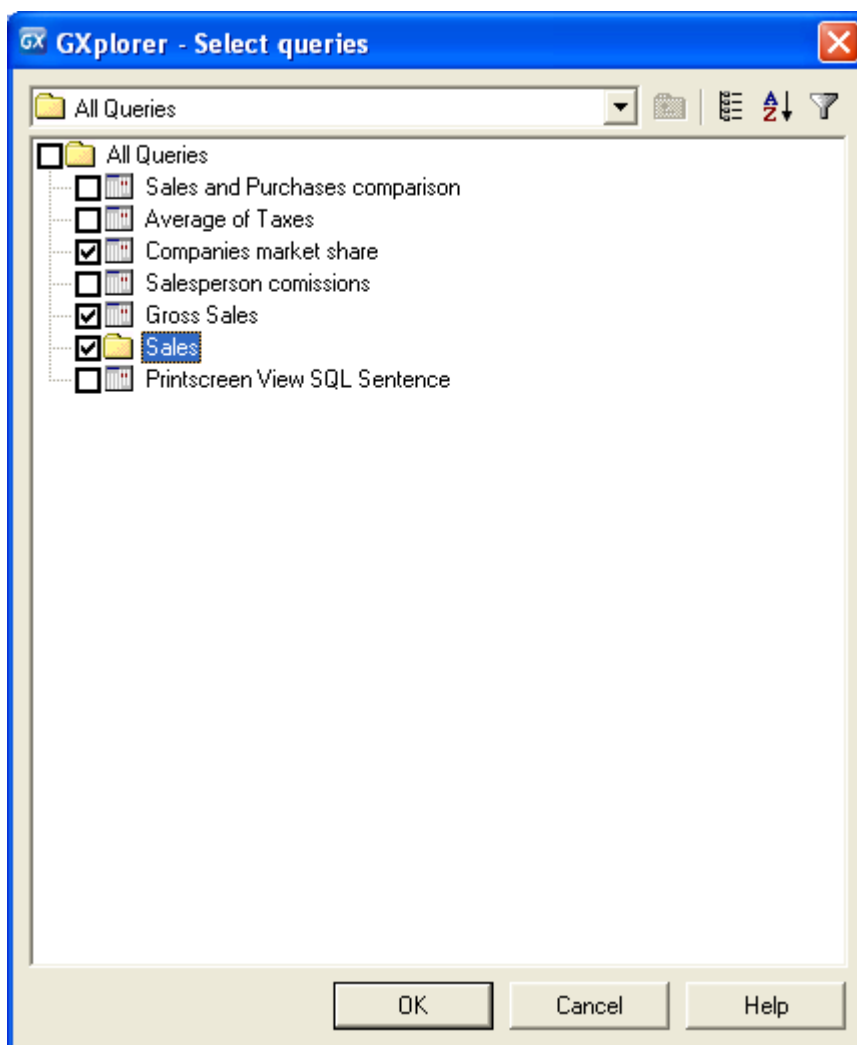 GX GXplorer - Select queries
All Queries
A Z
All Queries
Sales and Purchases comparison
Average of Taxes
Companies market share
Salesperson comissions
Gross Sales
Sales
Printscreen View SQL Sentence
OK Cancel Help